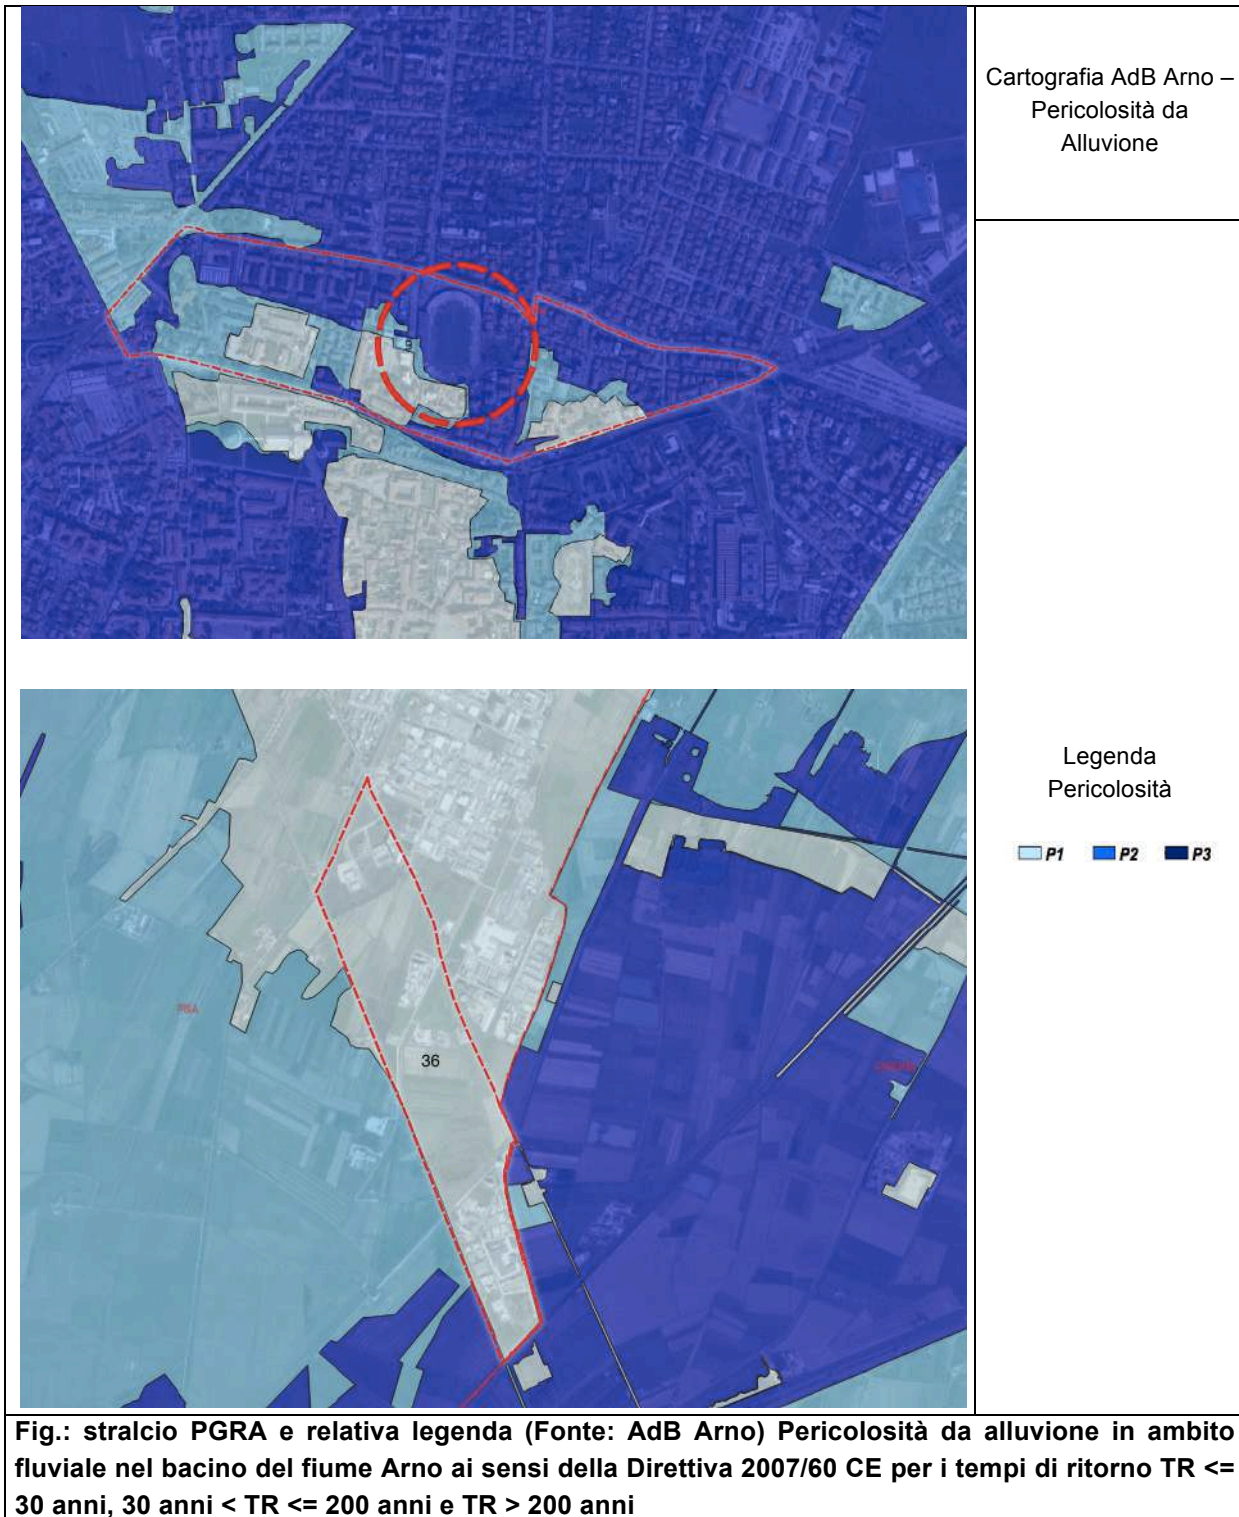 Cartografia AdB Arno –
Pericolosità da
Alluvione
Legenda
Pericolosità
P1 P2 P3
PISA
36
Fig.: stralcio PGRA e relativa legenda (Fonte: AdB Arno) Pericolosità da alluvione in ambito
fluviale nel bacino del fiume Arno ai sensi della Direttiva 2007/60 CE per i tempi di ritorno TR <=
30 anni, 30 anni < TR <= 200 anni e TR > 200 anni